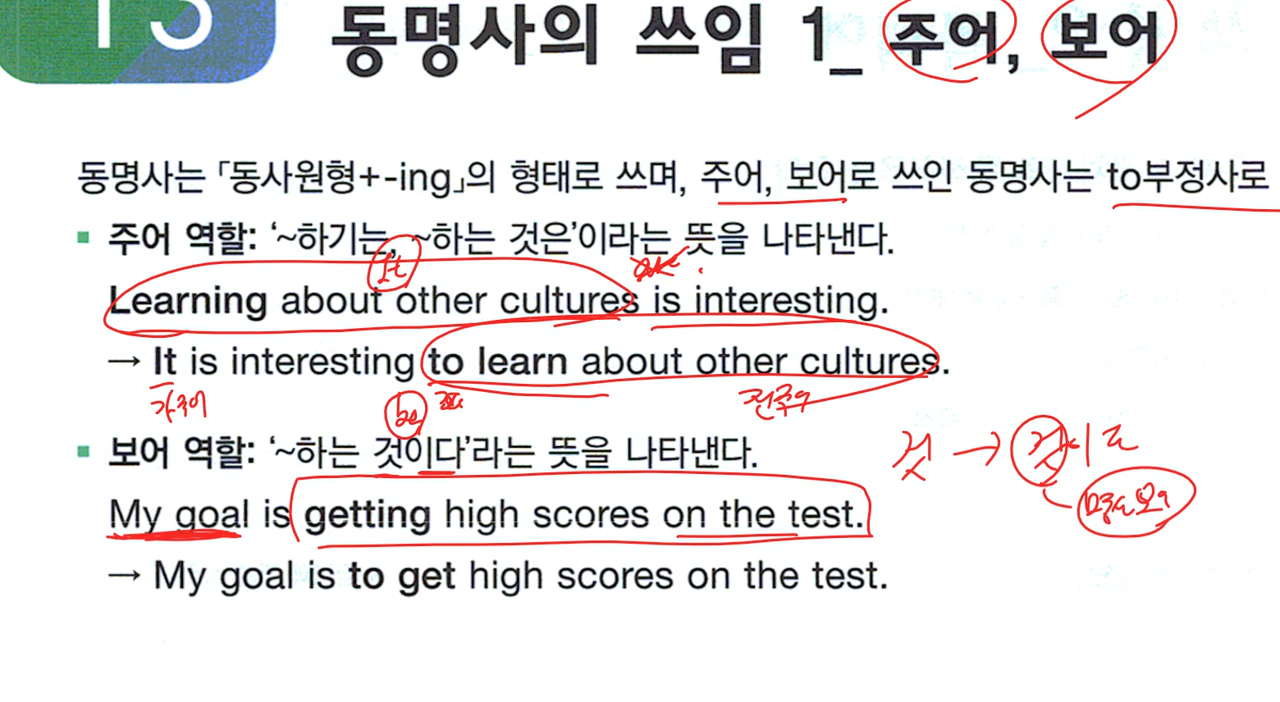 13
동명사의 쓰임 1_ 주어, 보어
동명사는 「동사원형+-ing」의 형태로 쓰며, 주어, 보어로 쓰인 동명사는 to부정사로
주어 역할: ‘~하기는, ~하는 것은’이라는 뜻을 나타낸다.
It
Learning about other cultures is interesting.
→ It is interesting to learn about other cultures.
가주어
진주어
보어 역할: ‘~하는 것이다’라는 뜻을 나타낸다.
것 →
My goal is getting high scores on the test.
→ My goal is to get high scores on the test.